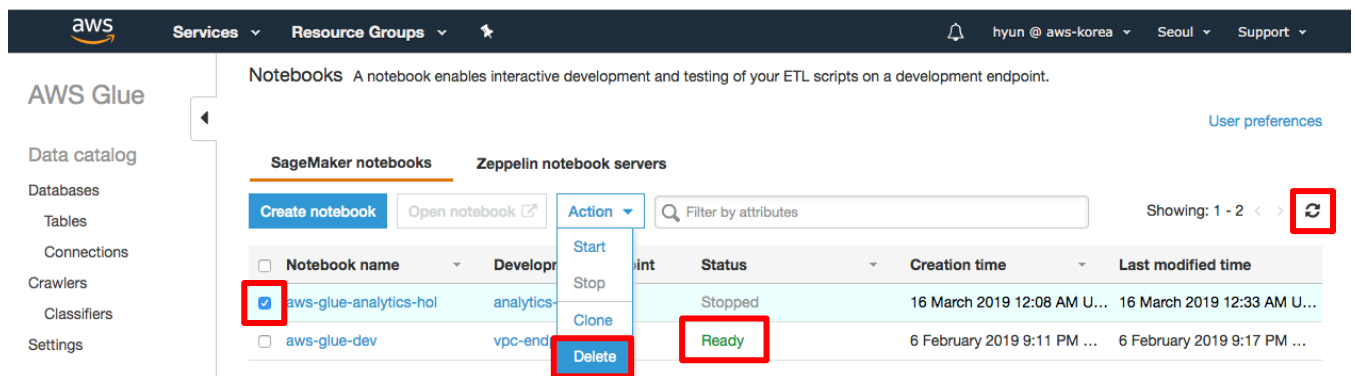 aws Services Resource Groups hyun @ aws-korea Seoul Support
AWS Glue
Notebooks A notebook enables interactive development and testing of your ETL scripts on a development endpoint.
User preferences
Data catalog
Databases
Tables
Connections
Crawlers
Classifiers
Settings
SageMaker notebooks Zeppelin notebook servers
Create notebook Open notebook Action Filter by attributes Showing: 1 - 2
Start
Stop
Clone
Delete
Notebook name Developr int Status Creation time Last modified time
aws-glue-analytics-hol analytics- Stopped 16 March 2019 12:08 AM U... 16 March 2019 12:33 AM U...
aws-glue-dev vpc-end Ready 6 February 2019 9:11 PM ... 6 February 2019 9:17 PM ...